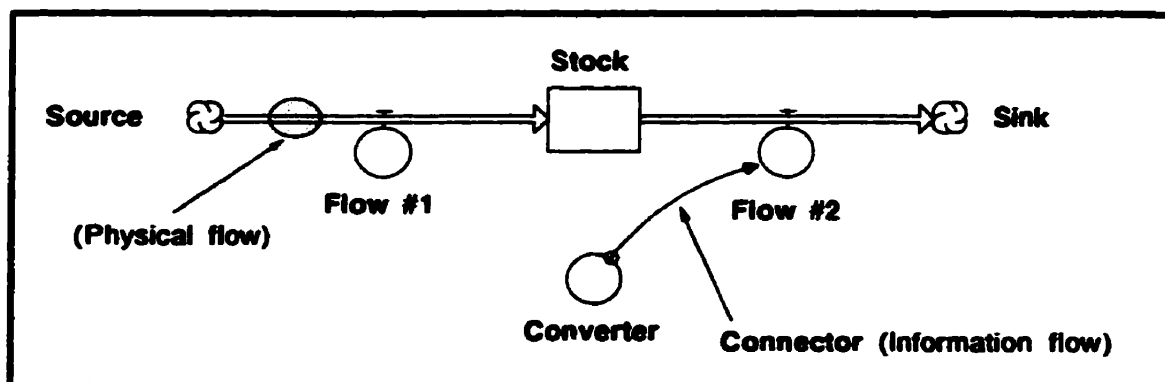 Stock
Source
Sink
Flow #1
Flow #2
(Physical flow)
Converter
Connector (Information flow)